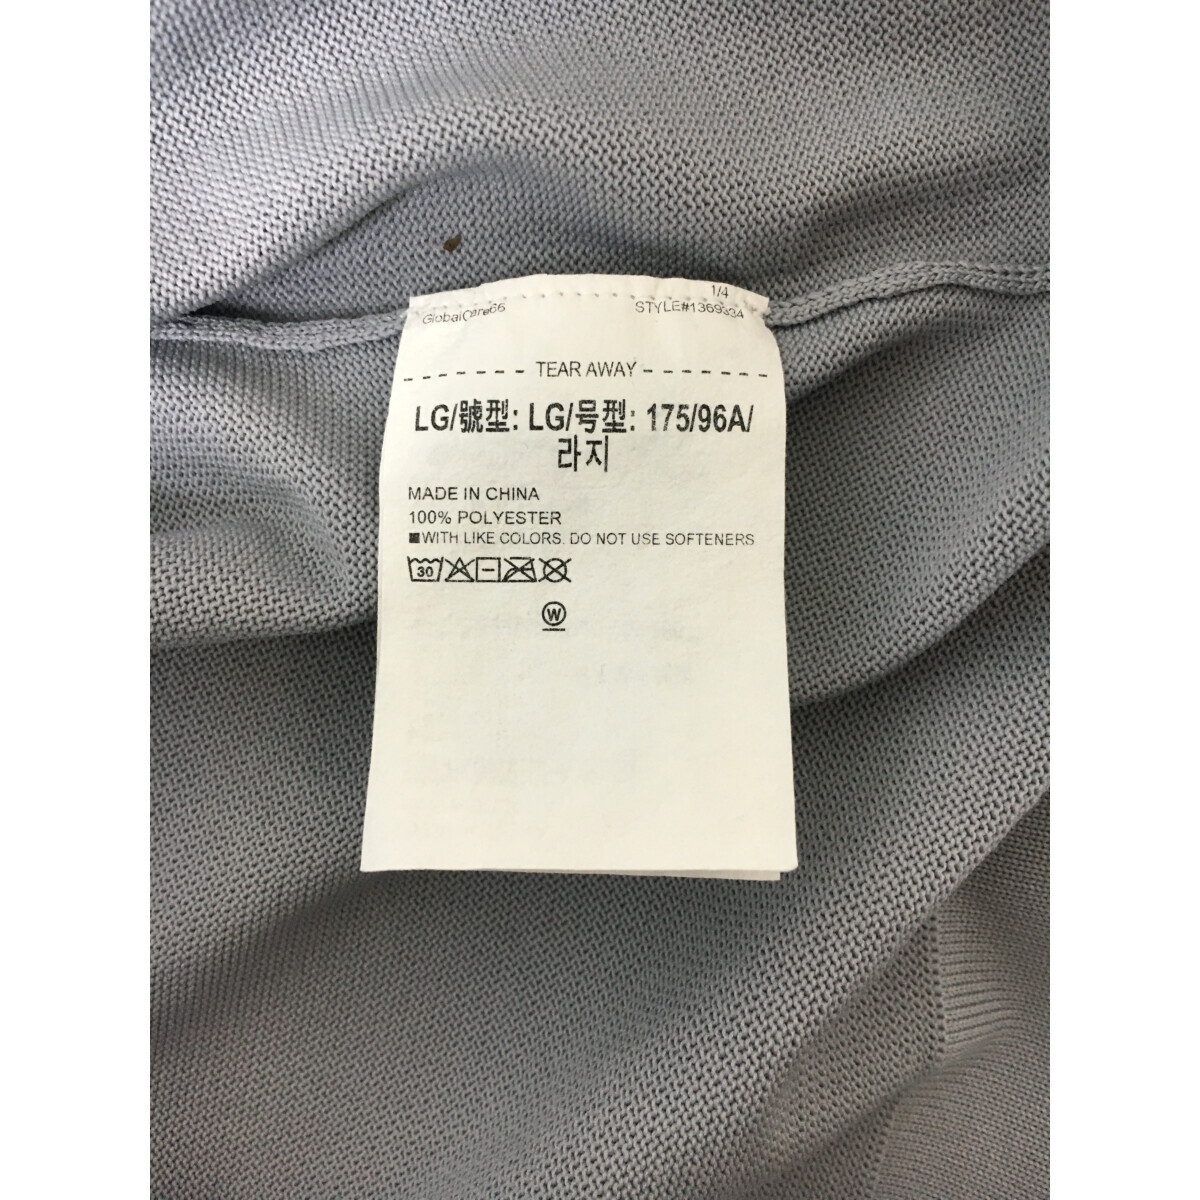 1/4
GlobalCare66 STYLE#1369334
TEAR AWAY
LG/號型: LG/号型: 175/96A/
라지
MADE IN CHINA
100% POLYESTER
■WITH LIKE COLORS. DO NOT USE SOFTENERS
30
W